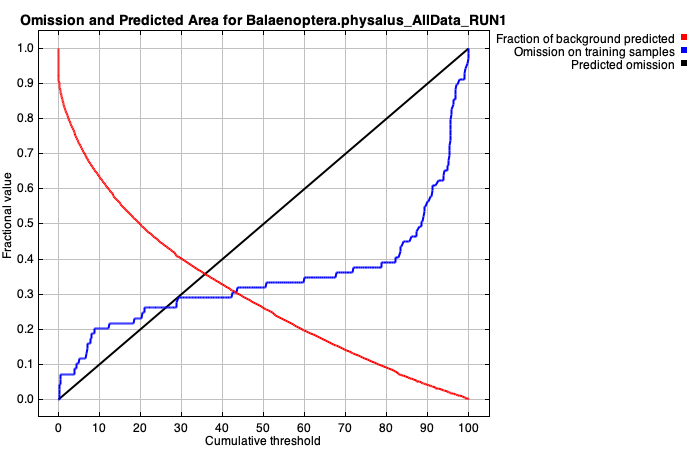 Omission and Predicted Area for Balaenoptera.physalus_AllData_RUN1
Fraction of background predicted
Omission on training samples
Predicted omission
Fractional value
1.0
0.9
0.8
0.7
0.6
0.5
0.4
0.3
0.2
0.1
0.0
0 10 20 30 40 50 60 70 80 90 100
Cumulative threshold